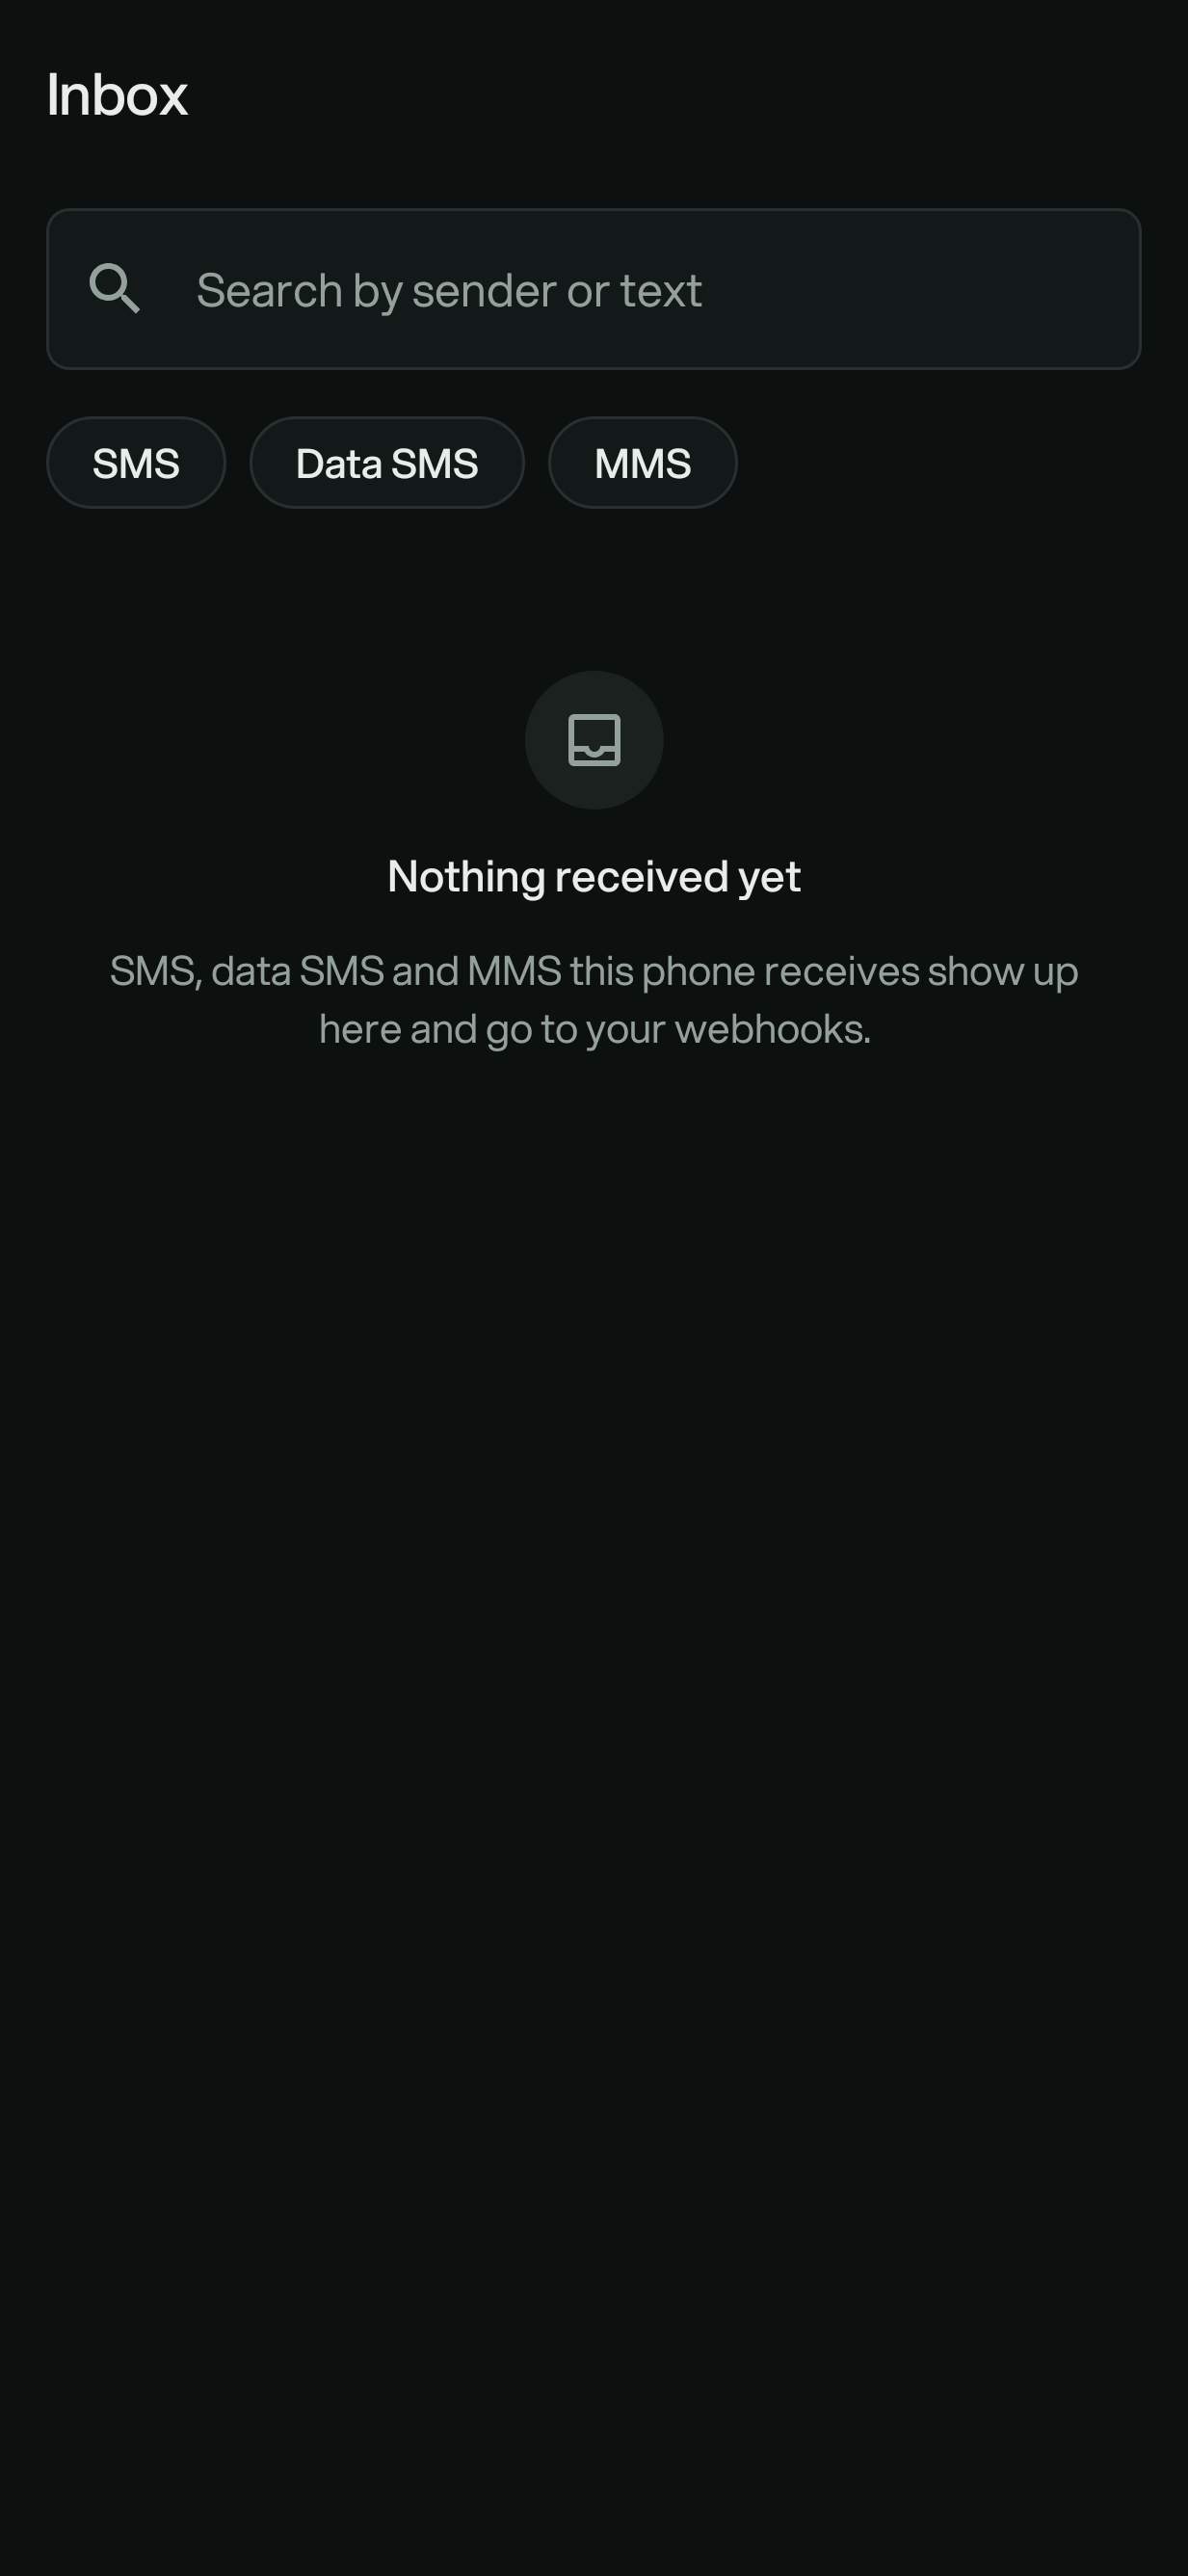 Inbox
Search by sender or text
SMS
Data SMS
MMS
Nothing received yet
SMS, data SMS and MMS this phone receives show up
here and go to your webhooks.